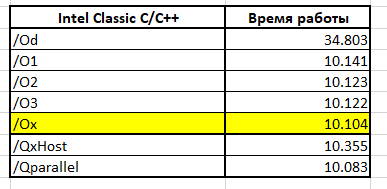 Intel Classic C/C++ Время работы
/Od 34.803
/O1 10.141
/O2 10.123
/O3 10.122
/Ox 10.104
/QxHost 10.355
/Qparallel 10.083